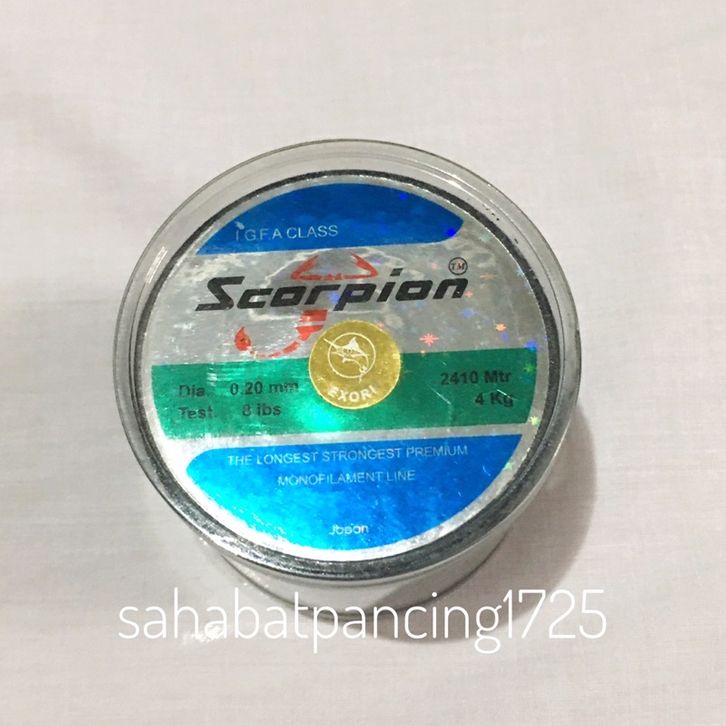 I.G.F.A CLASS
Scorpion TM
EXORI
Dia. 0.20 mm 2410 Mtr
Test. 8 lbs 4 Kg
THE LONGEST STRONGEST PREMIUM
MONOFILAMENT LINE
Japan
sahabatpancing1725